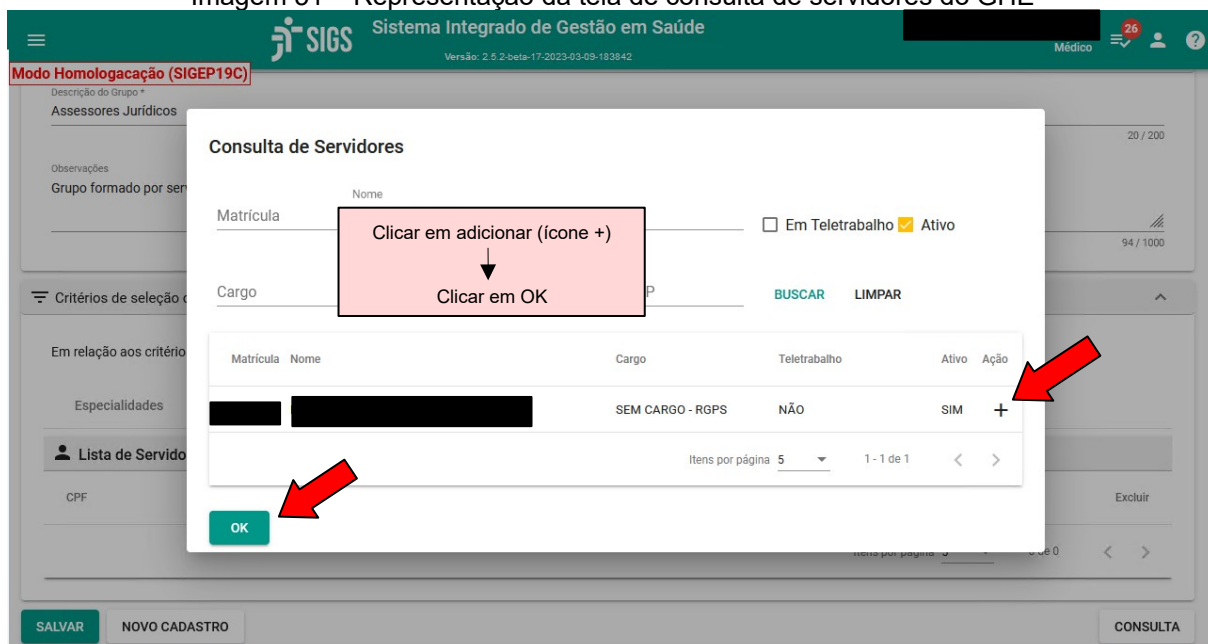 Imagem 31 – Representação da tela de consulta de servidores do GHE
SIGS
Sistema Integrado de Gestão em Saúde
Versão: 2.5.2-beta-17-2023-03-09-183842
Médico
26
Modo Homologacação (SIGEP19C)
Descrição do Grupo *
Assessores Jurídicos
20 / 200
Observações
Grupo formado por ser
94 / 1000
Consulta de Servidores
Matrícula
Nome
Em Teletrabalho
Ativo
Clicar em adicionar (ícone +)
Clicar em OK
Cargo
P
BUSCAR
LIMPAR
Critérios de seleção
Em relação aos critério
Especialidades
Matrícula Nome Cargo Teletrabalho Ativo Ação
SEM CARGO - RGPS NÃO SIM +
Itens por página 5 1 - 1 de 1
Lista de Servido
CPF
Excluir
OK
Itens por página 5
de 0
SALVAR
NOVO CADASTRO
CONSULTA